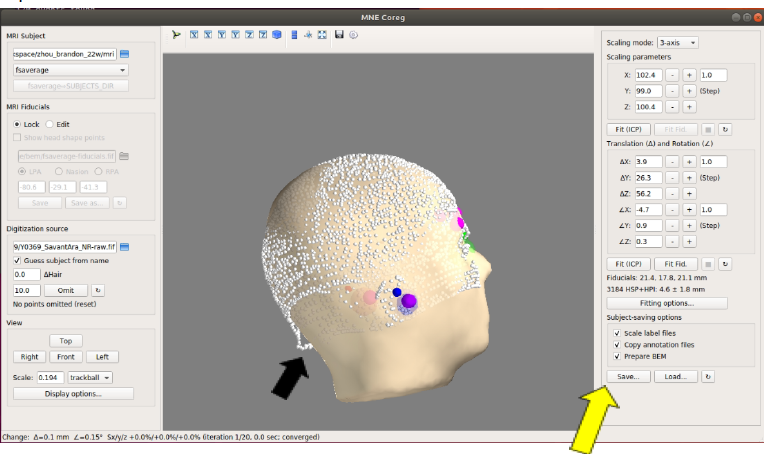 MNE Coreg
MRI Subject
:space/zhou_brandon_22w/mri
fsaverage
fsaverage→SUBJECTS_DIR
MRI Fiducials
Lock Edit
Show head shape points
LPA Nasion RPA
-80.6 -29.1 -41.3
Save Save as... ↻
Digitization source
9/Y0369_SavantAra_NR-raw.fif
✓ Guess subject from name
0.0 ΔHair
10.0 Omit ↻
No points omitted (reset)
View
Top
Right Front Left
Scale: 0.194 trackball
Display options...
X X Y Y Z Z
Scaling mode: 3-axis
Scaling parameters
X: 102.4 - + 1.0
Y: 99.0 - + (Step)
Z: 100.4 - +
Fit (ICP) Fit Fid. ↻
Translation (Δ) and Rotation (∠)
ΔX: 3.9 - + 1.0
ΔY: 26.3 - + (Step)
ΔZ: 56.2 - +
∠X: -4.7 - + 1.0
∠Y: 0.9 - + (Step)
∠Z: 0.3 - +
Fit (ICP) Fit Fid. ↻
Fiducials: 21.4, 17.8, 21.1 mm
3184 HSP+HPI: 4.6 ± 1.8 mm
Fitting options...
Subject-saving options
✓ Scale label files
✓ Copy annotation files
✓ Prepare BEM
Save... Load... ↻
Change: Δ=0.1 mm ∠=0.15° Sx/y/z +0.0%/+0.0%/+0.0% (iteration 1/20, 0.0 sec; converged)